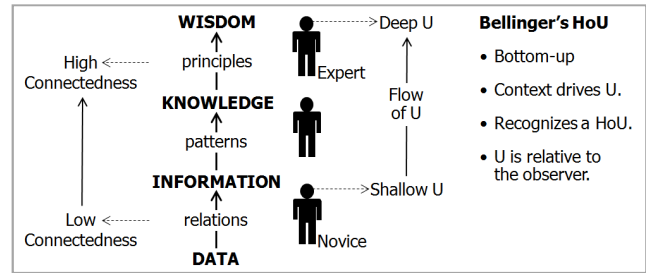 WISDOM
Deep U
Bellinger's HoU
High
Connectedness
principles
Expert
• Bottom-up
KNOWLEDGE
Flow
of U
• Context drives U.
patterns
• Recognizes a HoU.
INFORMATION
Shallow U
• U is relative to
the observer.
Low
Connectedness
relations
Novice
DATA